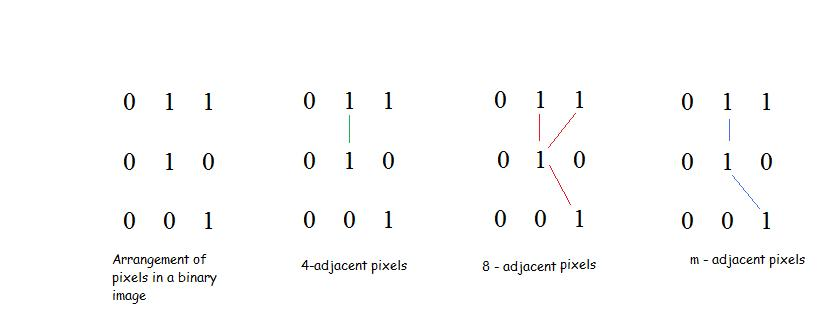 0 1 1 0 1 1 0 1 1 0 1 1
0 1 0 0 1 0 0 1 0 0 1 0
0 0 1 0 0 1 0 0 1 0 0 1
Arrangement of
pixels in a binary
image
4-adjacent pixels
8 - adjacent pixels
m - adjacent pixels